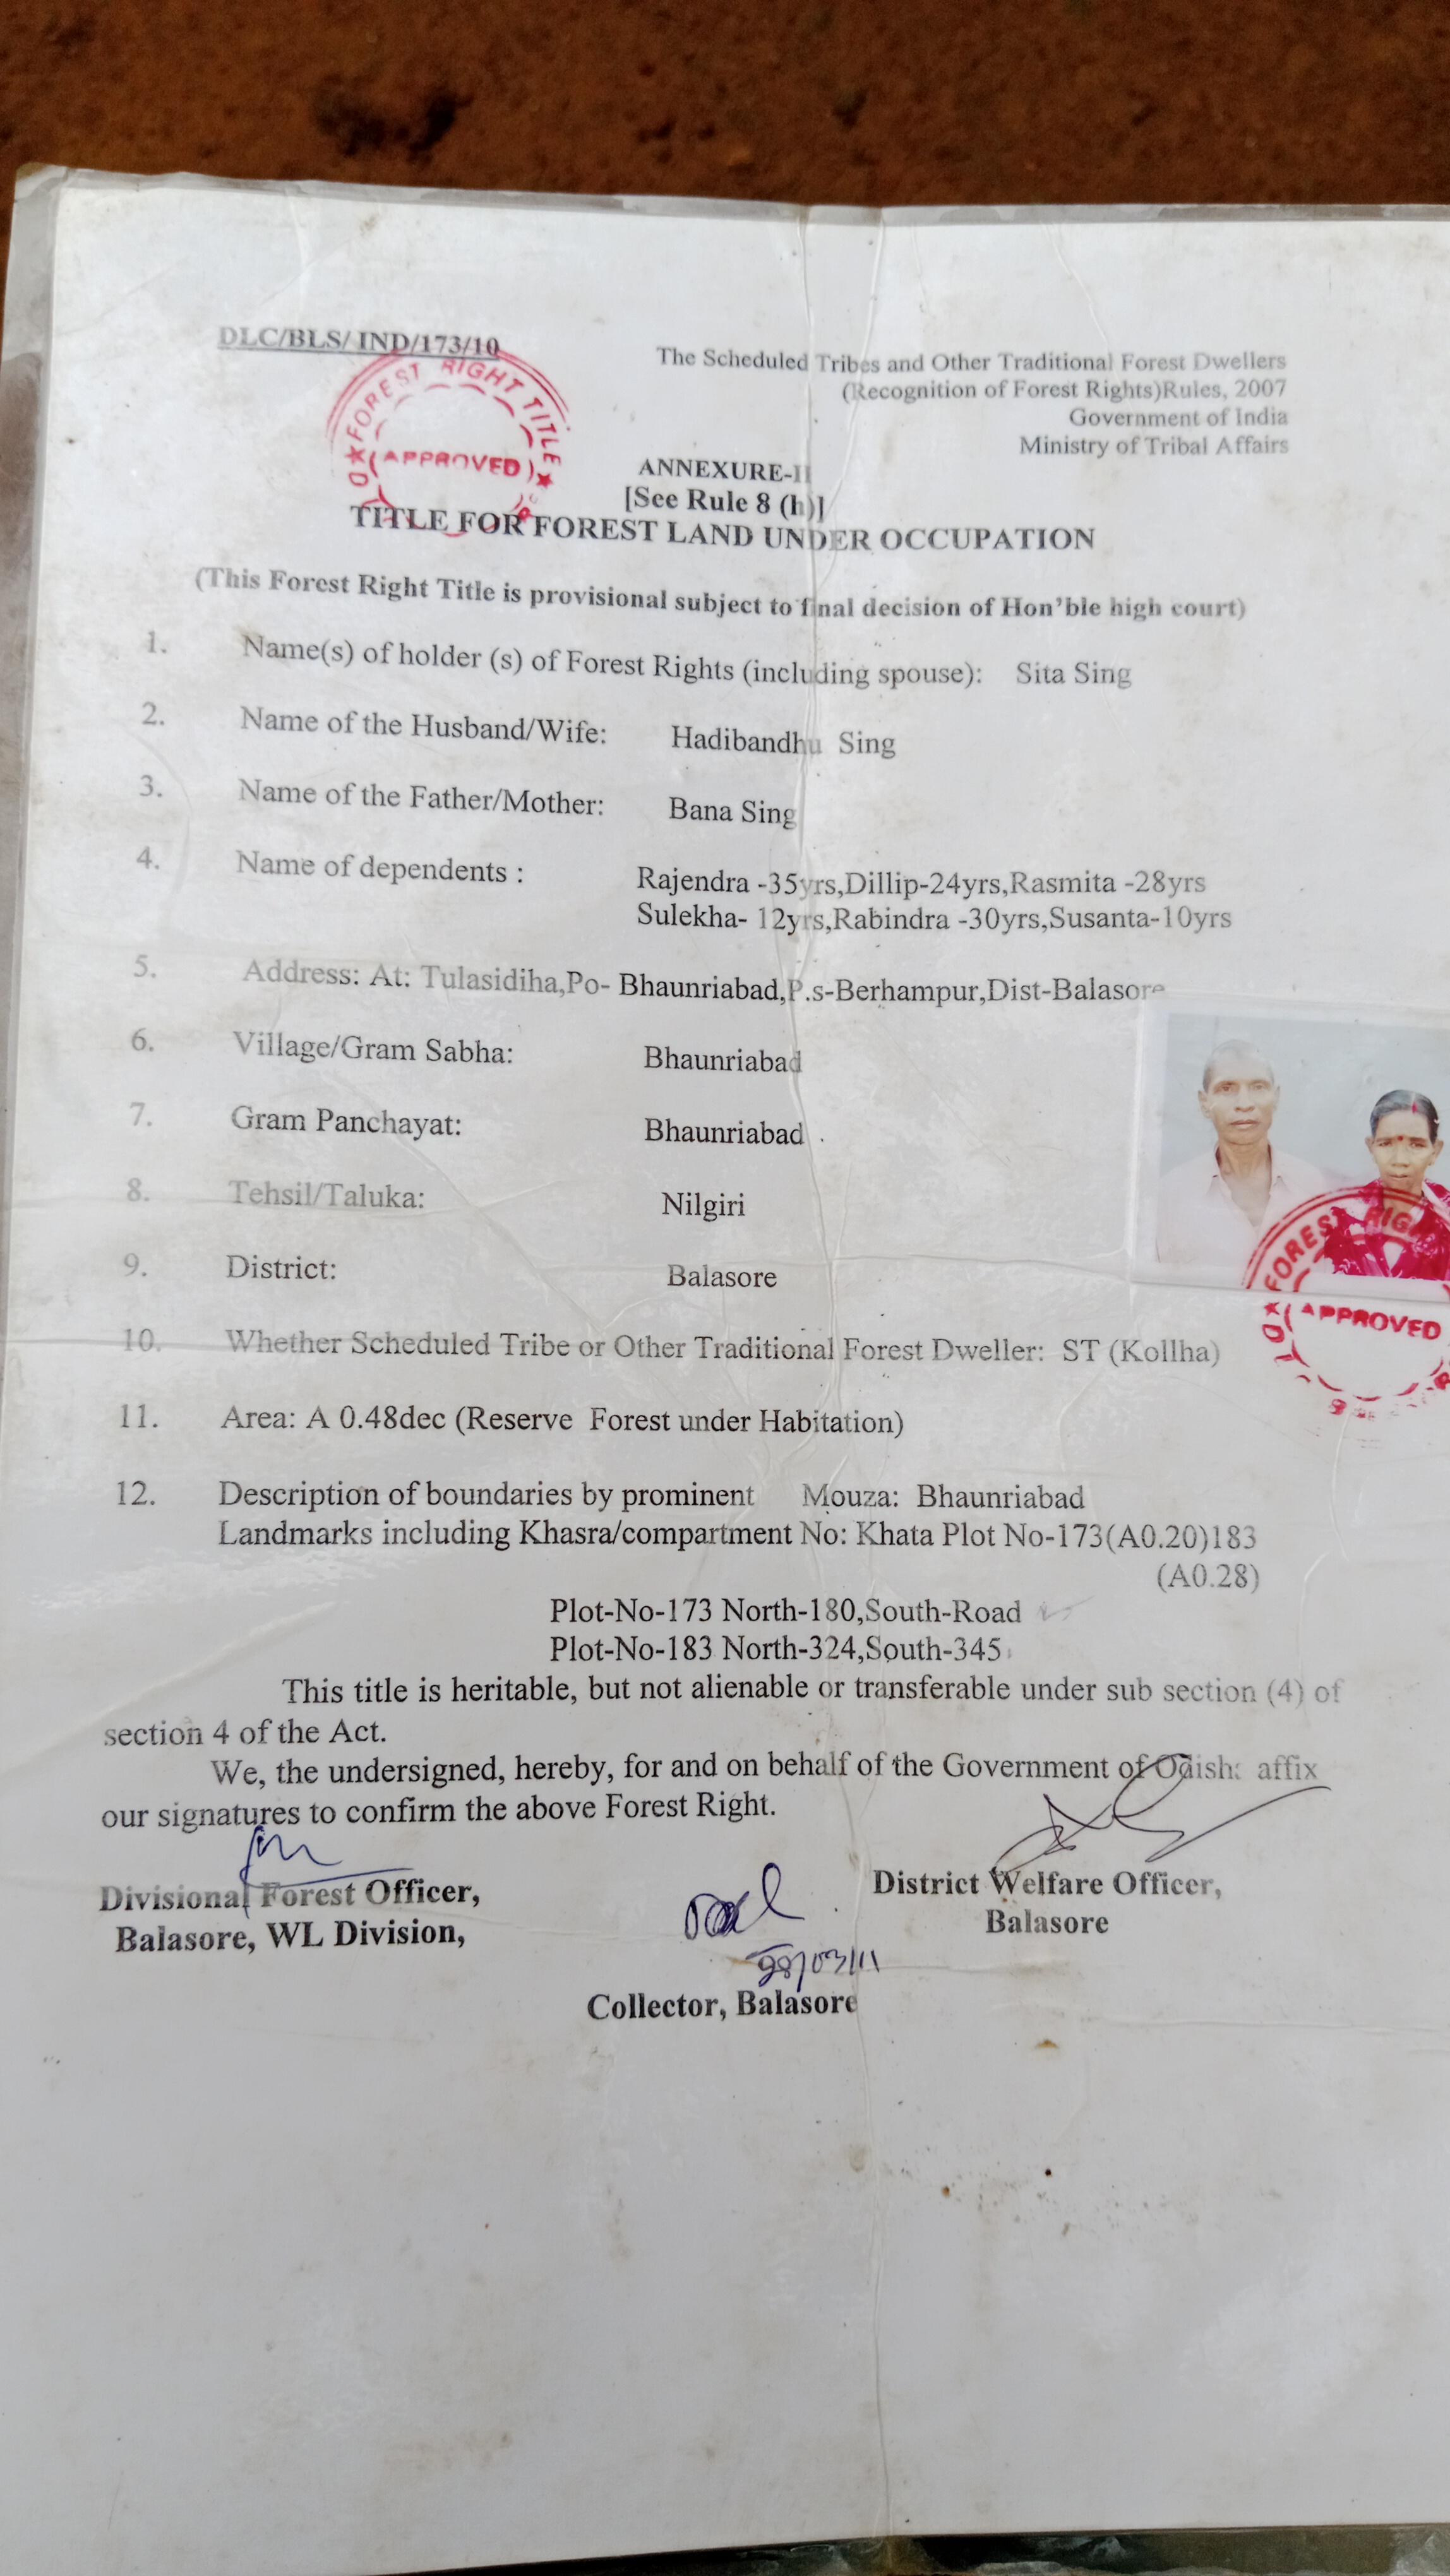 DLC/BLS/ IND/173/10
The Scheduled Tribes and Other Traditional Forest Dwellers
(Recognition of Forest Rights)Rules, 2007
Government of India
Ministry of Tribal Affairs
FOREST RIGHT TITLE
APPROVED
ANNEXURE-II
[See Rule 8 (h)]
TITLE FOR FOREST LAND UNDER OCCUPATION
(This Forest Right Title is provisional subject to final decision of Hon'ble high court)
1. Name(s) of holder (s) of Forest Rights (including spouse): Sita Sing
2. Name of the Husband/Wife: Hadibandhu Sing
3. Name of the Father/Mother: Bana Sing
4. Name of dependents : Rajendra -35yrs,Dillip-24yrs,Rasmita -28yrs
Sulekha- 12yrs,Rabindra -30yrs,Susanta-10yrs
5. Address: At: Tulasidiha,Po- Bhaunriabad,P.s-Berhampur,Dist-Balasore
6. Village/Gram Sabha: Bhaunriabad
7. Gram Panchayat: Bhaunriabad .
8. Tehsil/Taluka: Nilgiri
9. District: Balasore
FOREST RIG
APPROVED
10. Whether Scheduled Tribe or Other Traditional Forest Dweller: ST (Kollha)
11. Area: A 0.48dec (Reserve Forest under Habitation)
12. Description of boundaries by prominent Mouza: Bhaunriabad
Landmarks including Khasra/compartment No: Khata Plot No-173(A0.20)183
(A0.28)
Plot-No-173 North-180,South-Road
Plot-No-183 North-324,South-345
This title is heritable, but not alienable or transferable under sub section (4) of
section 4 of the Act.
We, the undersigned, hereby, for and on behalf of the Government of Odisha affix
our signatures to confirm the above Forest Right.
Divisional Forest Officer,
Balasore, WL Division,
District Welfare Officer,
Balasore
28/03/11
Collector, Balasore